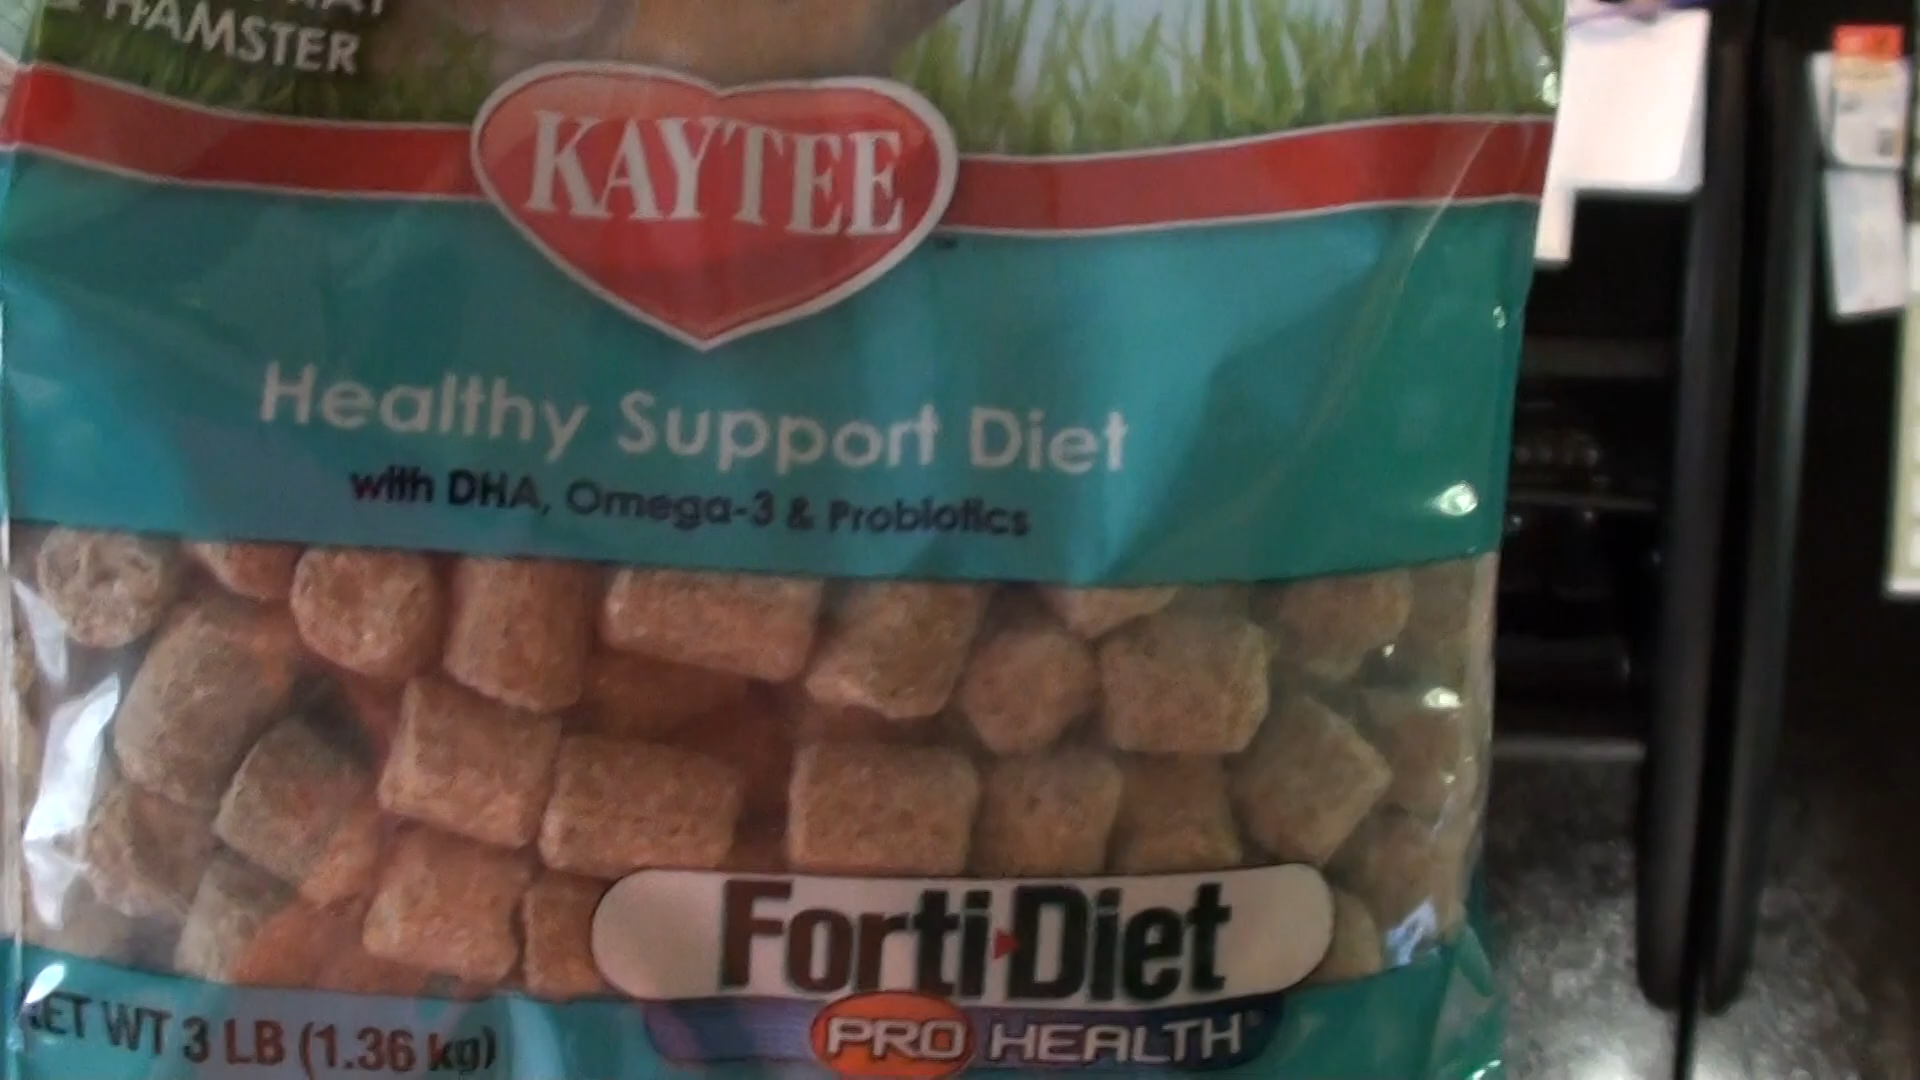 & HAMSTER
KAYTEE
Healthy Support Diet
with DHA, Omega-3 & Probiotics
Forti Diet
PRO HEALTH
NET WT 3 LB (1.36 kg)